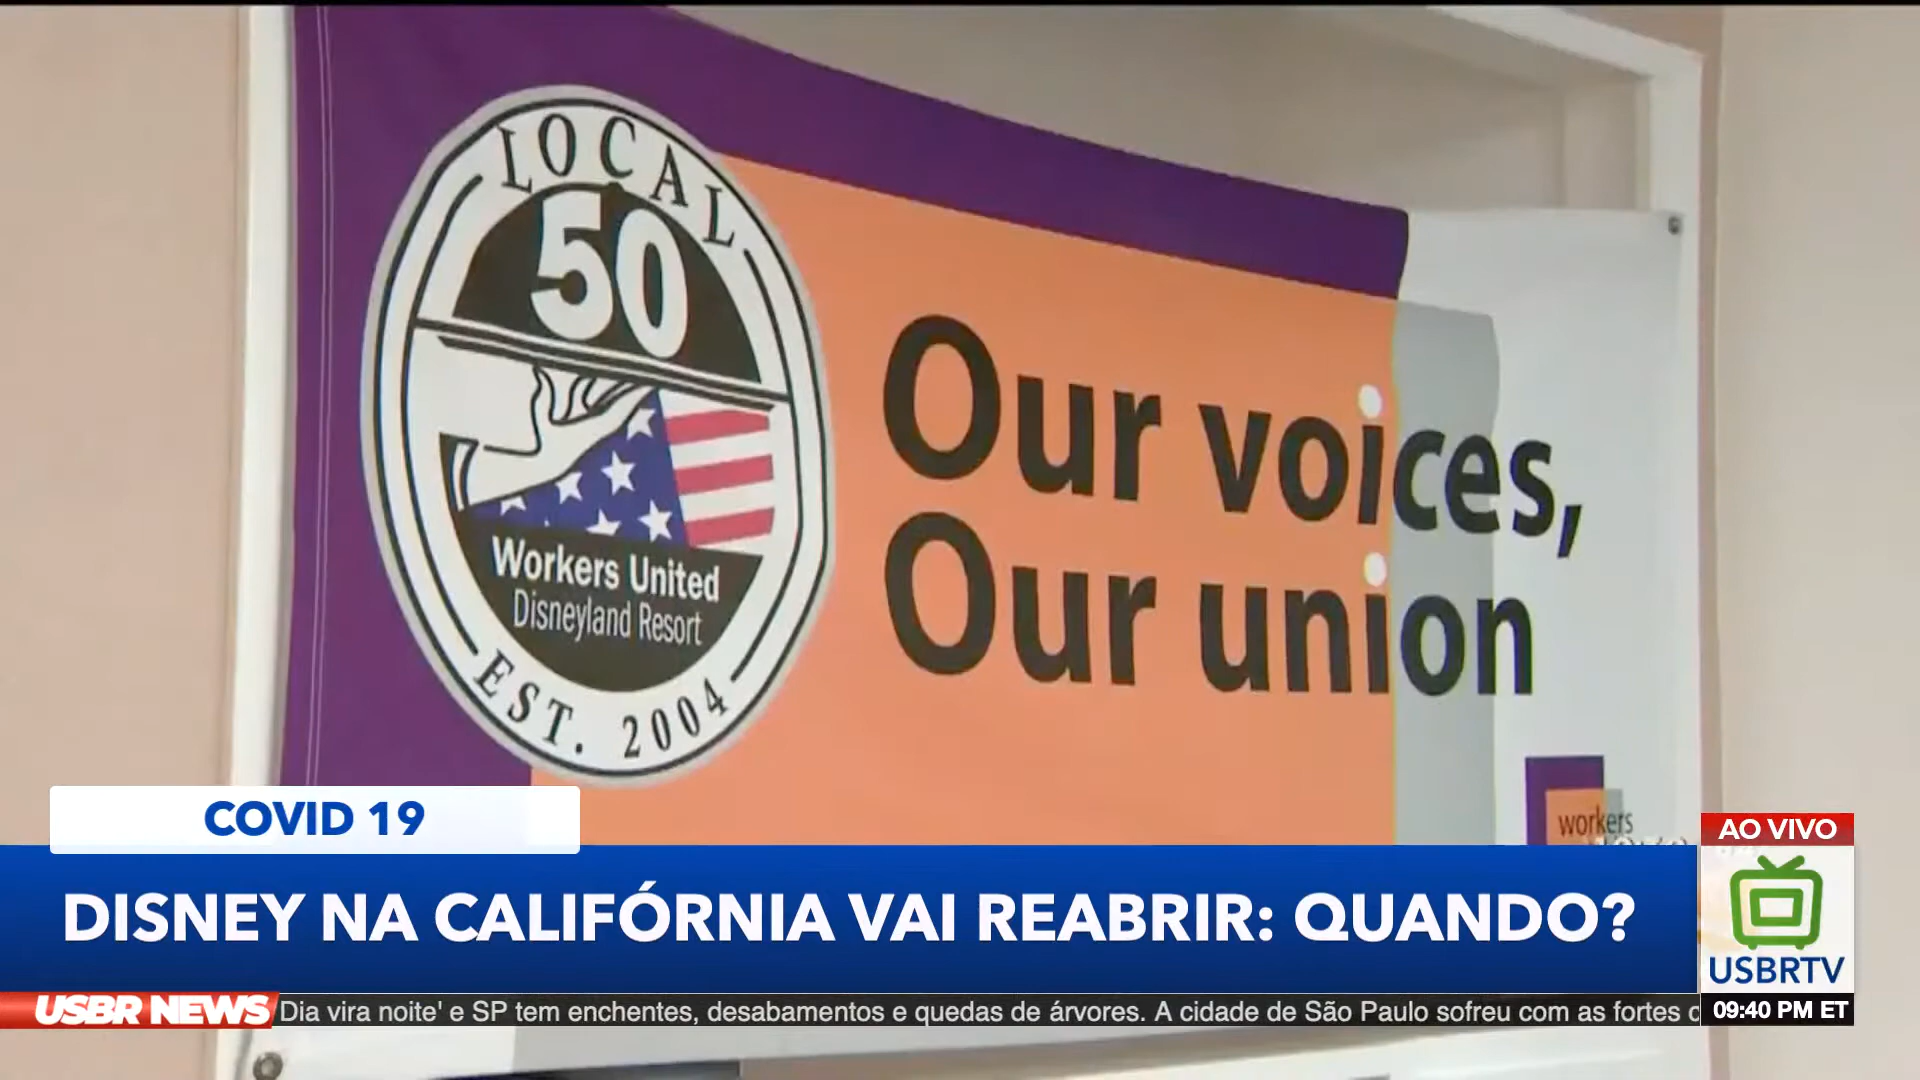 LOCAL
50
Workers United
Disneyland Resort
EST. 2004
Our voices,
Our union
workers
COVID 19
AO VIVO
DISNEY NA CALIFÓRNIA VAI REABRIR: QUANDO?
USBRTV
USBR NEWS
Dia vira noite' e SP tem enchentes, desabamentos e quedas de árvores. A cidade de São Paulo sofreu com as fortes
09:40 PM ET